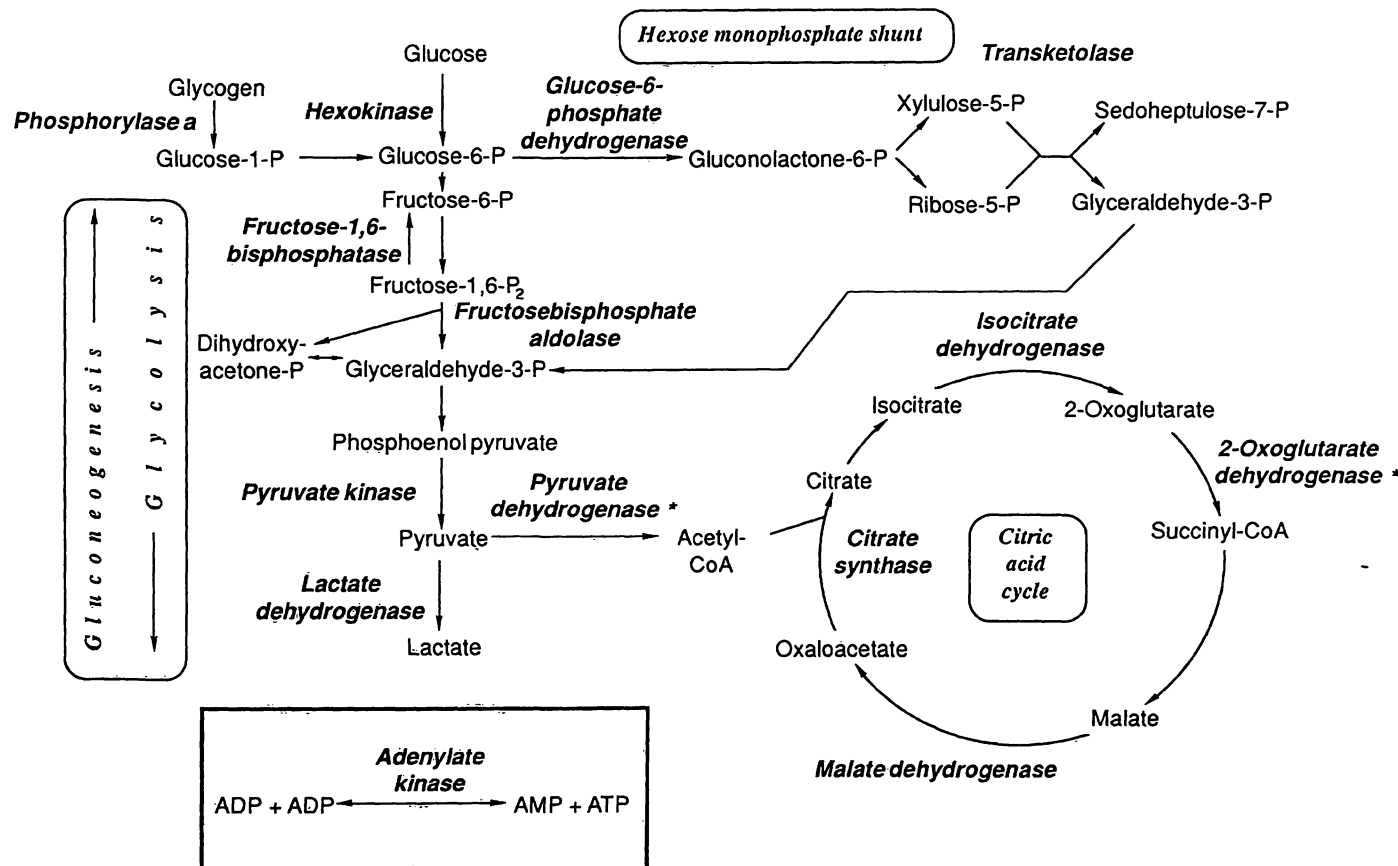 Hexose monophosphate shunt
Transketolase
Glucose
Glycogen
Phosphorylase a
Hexokinase
Glucose-6-
phosphate
dehydrogenase
Xylulose-5-P
Sedoheptulose-7-P
Glucose-1-P
Glucose-6-P
Gluconolactone-6-P
Fructose-6-P
Ribose-5-P
Glyceraldehyde-3-P
Fructose-1,6-
bisphosphatase
Fructose-1,6-P2
Fructosebisphosphate
aldolase
Dihydroxy-
acetone-P
Glyceraldehyde-3-P
Gluconeogenesis
Glycolysis
Phosphoenol pyruvate
Pyruvate kinase
Pyruvate
dehydrogenase *
Pyruvate
Acetyl-
CoA
Lactate
dehydrogenase
Lactate
Isocitrate
dehydrogenase
Isocitrate
2-Oxoglutarate
2-Oxoglutarate
dehydrogenase *
Citrate
Citrate
synthase
Citric
acid
cycle
Succinyl-CoA
Oxaloacetate
Malate
Malate dehydrogenase
Adenylate
kinase
ADP + ADP
AMP + ATP